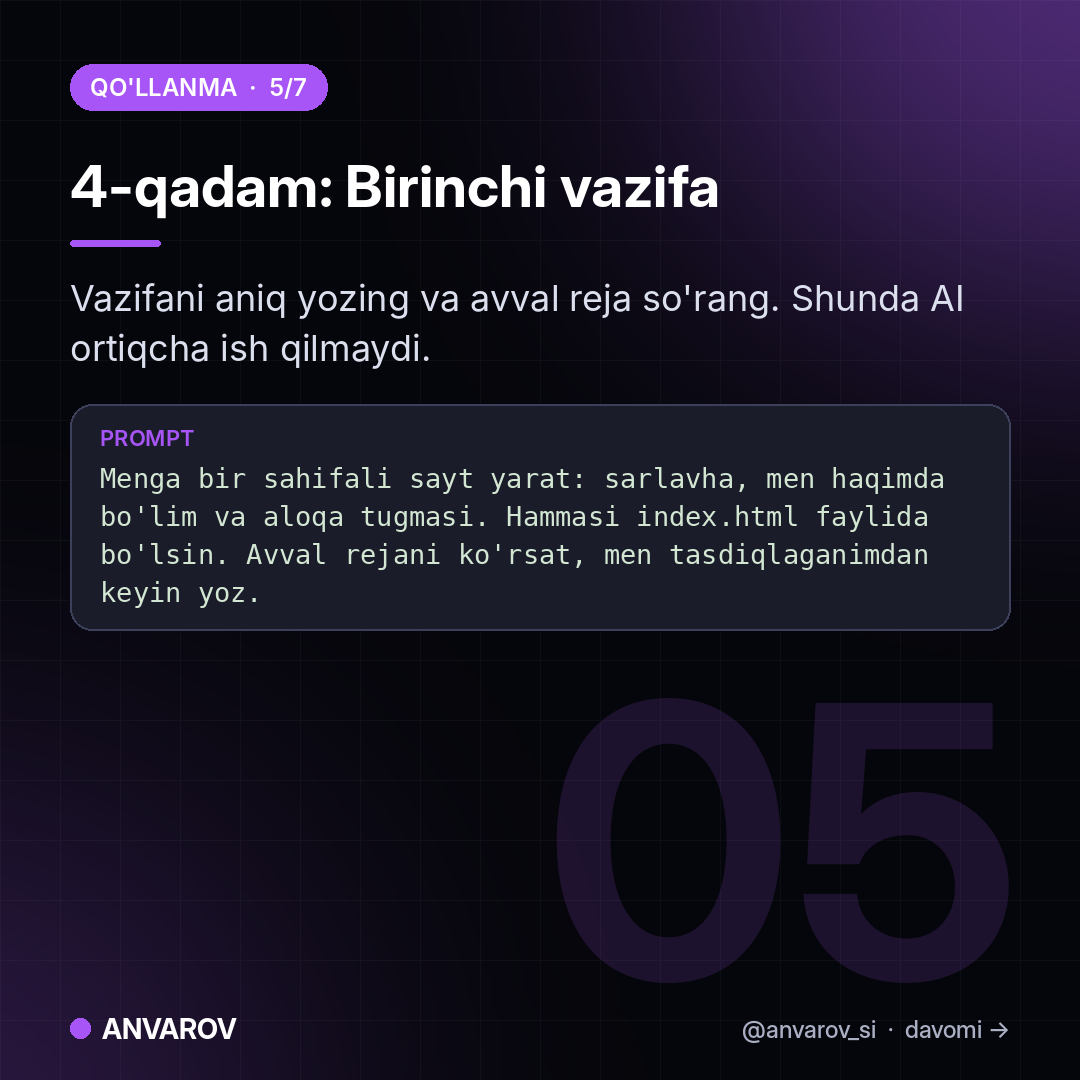 QO'LLANMA · 5/7
4-qadam: Birinchi vazifa
Vazifani aniq yozing va avval reja so'rang. Shunda AI
ortiqcha ish qilmaydi.
PROMPT
Menga bir sahifali sayt yarat: sarlavha, men haqimda
bo'lim va aloqa tugmasi. Hammasi index.html faylida
bo'lsin. Avval rejani ko'rsat, men tasdiqlaganimdan
keyin yoz.
05
ANVAROV
@anvarov_si · davomi →